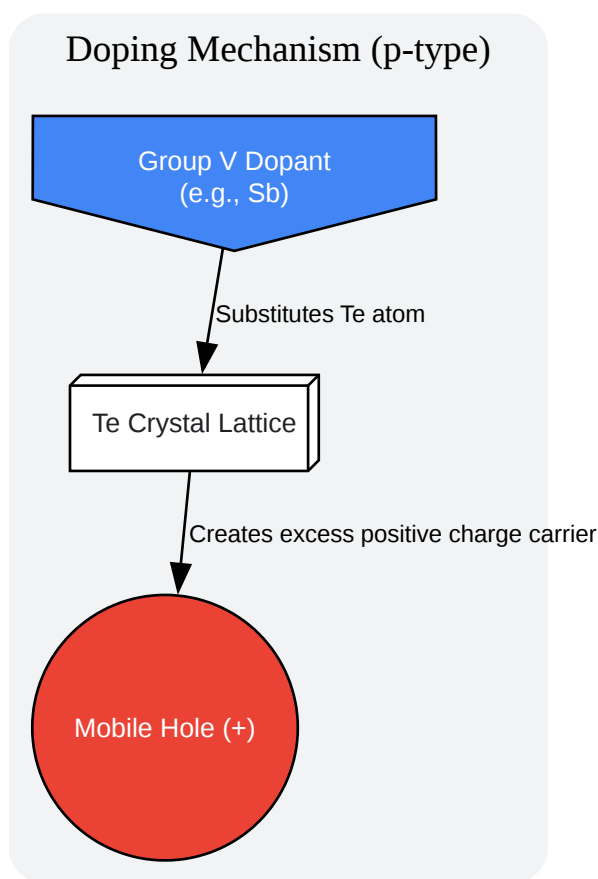 Doping Mechanism (p-type)
Group V Dopant
(e.g., Sb)
Substitutes Te atom
Te Crystal Lattice
Creates excess positive charge carrier
Mobile Hole (+)